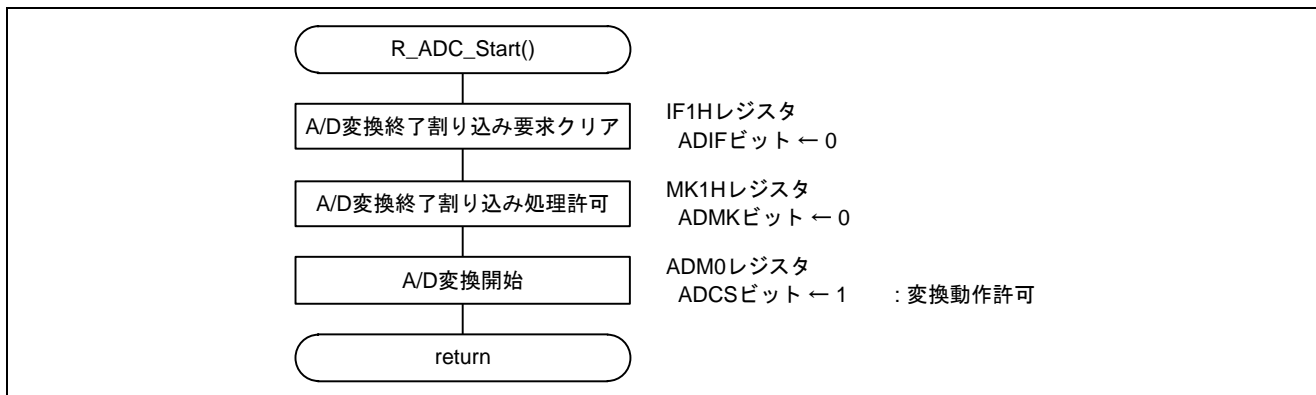 R_ADC_Start()
A/D変換終了割り込み要求クリア
IF1Hレジスタ
ADIFビット ← 0
A/D変換終了割り込み処理許可
MK1Hレジスタ
ADMKビット ← 0
A/D変換開始
ADM0レジスタ
ADCSビット ← 1 : 変換動作許可
return